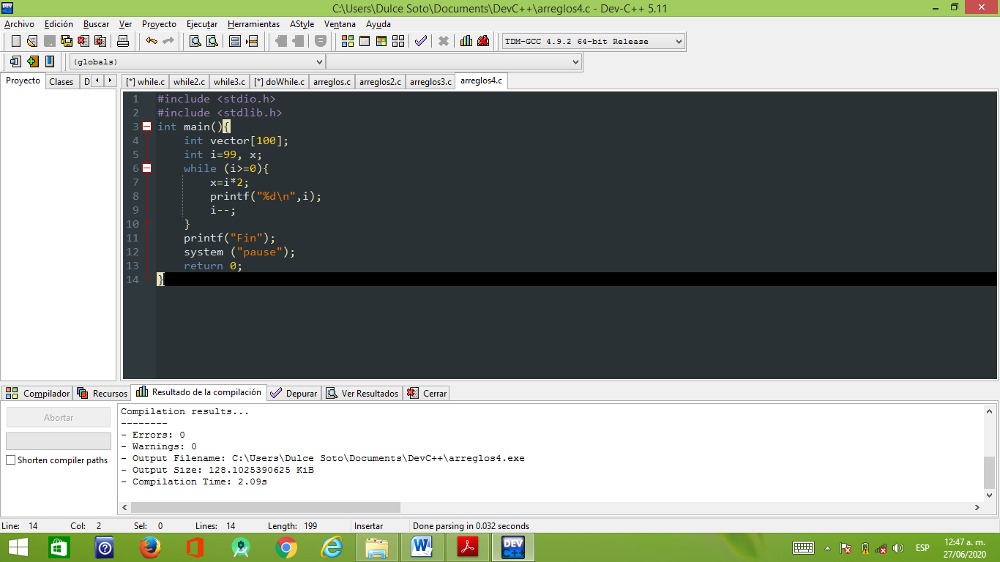 C:\Users\Dulce Soto\Documents\DevC++\arreglos4.c - Dev-C++ 5.11
Archivo Edición Buscar Ver Proyecto Ejecutar Herramientas AStyle Ventana Ayuda
TDM-GCC 4.9.2 64-bit Release
(globals)
Proyecto Clases D
[*] while.c while2.c while3.c [*] doWhile.c arreglos.c arreglos2.c arreglos3.c arreglos4.c
1 #include <stdio.h>
2 #include <stdlib.h>
3 int main(){
4 int vector[100];
5 int i=99, x;
6 while (i>=0){
7 x=i*2;
8 printf("%d\n",i);
9 i--;
10 }
11 printf("Fin");
12 system ("pause");
13 return 0;
14 }
Compilador Recursos Resultado de la compilación Depurar Ver Resultados Cerrar
Abortar
Shorten compiler paths
Compilation results...
--------
- Errors: 0
- Warnings: 0
- Output Filename: C:\Users\Dulce Soto\Documents\DevC++\arreglos4.exe
- Output Size: 128.1025390625 KiB
- Compilation Time: 2.09s
Line: 14 Col: 2 Sel: 0 Lines: 14 Length: 199 Insertar Done parsing in 0.032 seconds
DEV C++
ESP
12:47 a. m.
27/06/2020